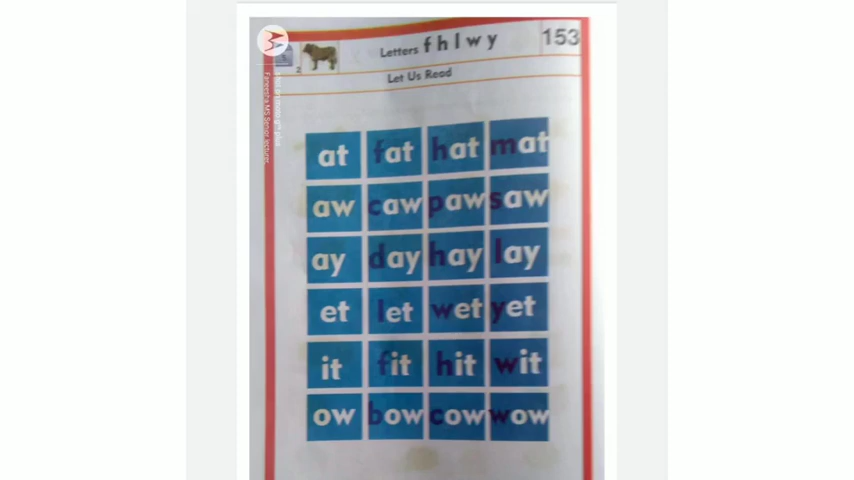 Letters f h l w y
153
2
Let Us Read
at fat hat mat
aw caw paw saw
ay day hay lay
et let wet yet
it fit hit wit
ow bow cow wow